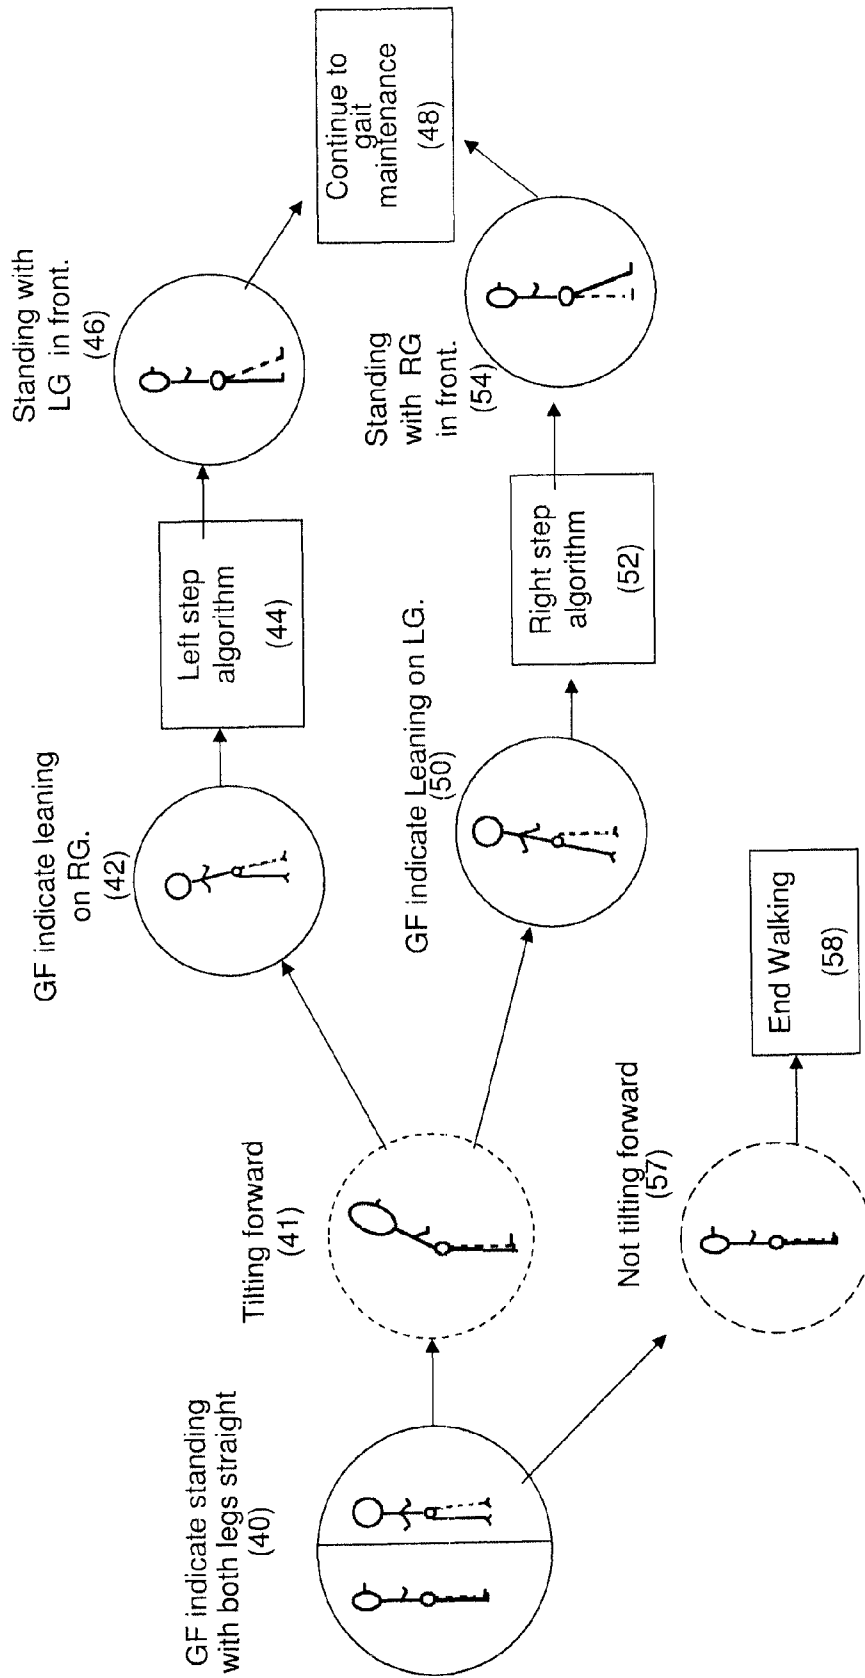 GF indicate standing
with both legs straight
(40)
Tilting forward
(41)
GF indicate leaning
on RG.
(42)
Left step
algorithm
(44)
Standing with
LG in front.
(46)
Continue to
gait
maintenance
(48)
GF indicate Leaning on LG.
(50)
Right step
algorithm
(52)
Standing
with RG
in front.
(54)
Not tilting forward
(57)
End Walking
(58)